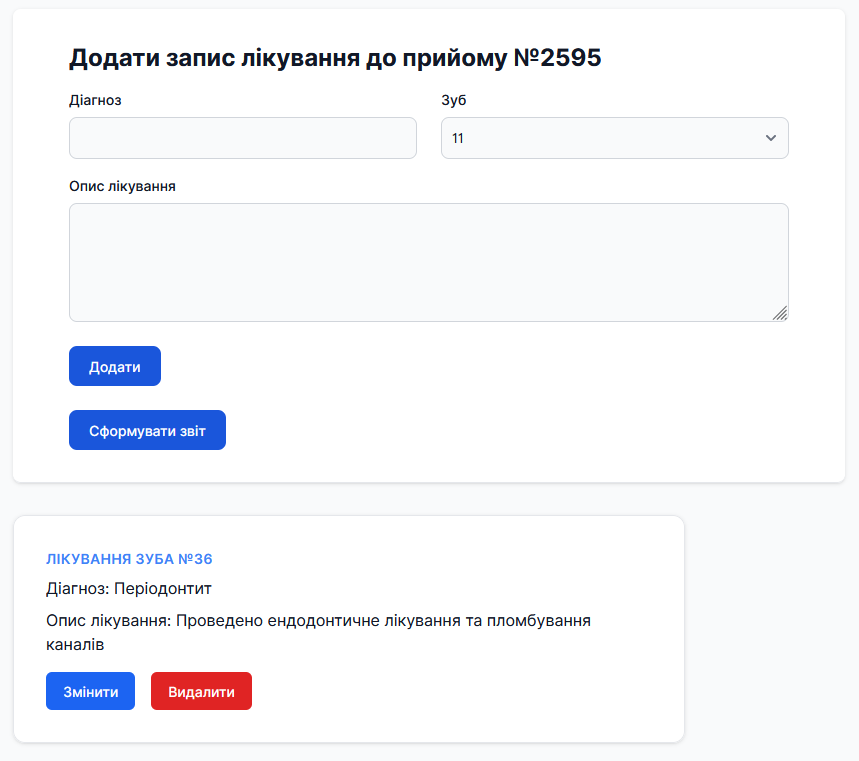 Додати запис лікування до прийому №2595
Діагноз
Зуб
11
Опис лікування
Додати
Сформувати звіт
ЛІКУВАННЯ ЗУБА №36
Діагноз: Періодонтит
Опис лікування: Проведено ендодонтичне лікування та пломбування
каналів
Змінити
Видалити